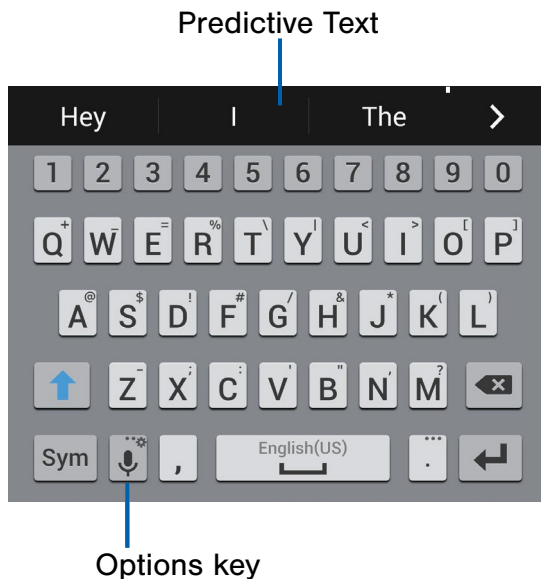 Predictive Text
Hey I The >
1 2 3 4 5 6 7 8 9 0
Q+ W_ E= R% T\ Y| U< I> O[ P]
A@ S$ D! F# G/ H& J* K( L)
Z- X; C: V' B" N, M?
Sym , English(US) .
Options key